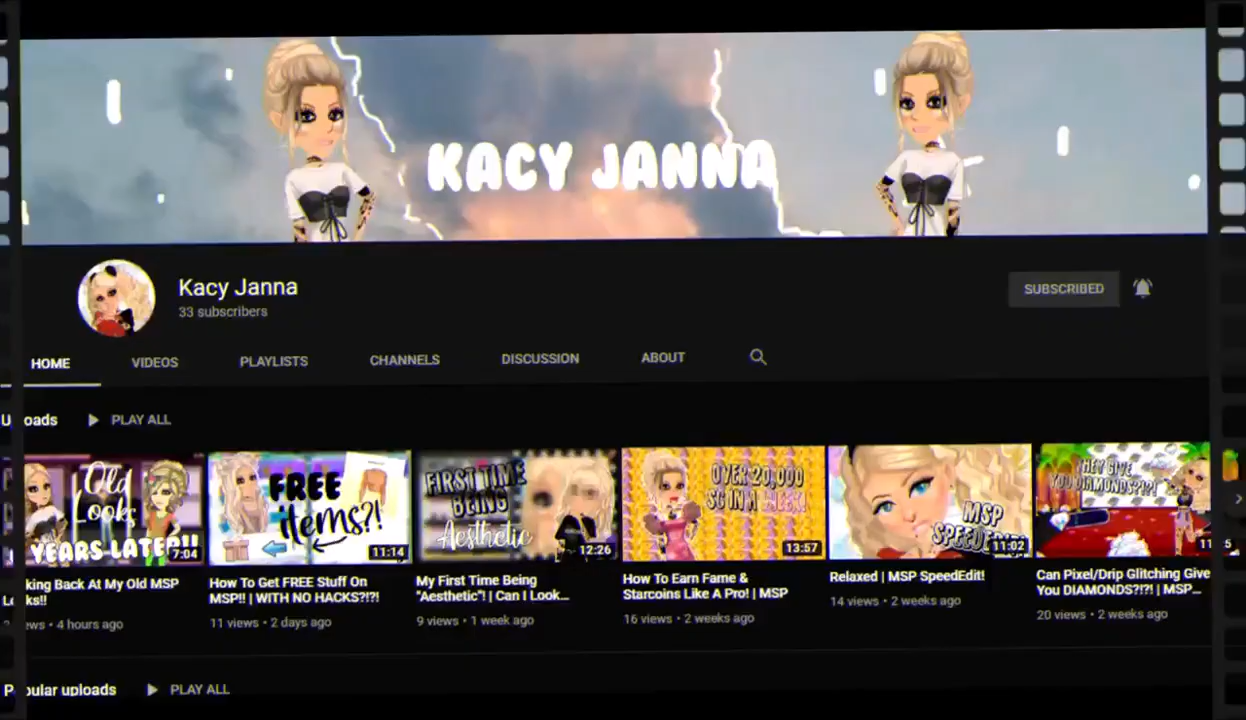 KACY JANNA
Kacy Janna
33 subscribers
SUBSCRIBED
HOME
VIDEOS
PLAYLISTS
CHANNELS
DISCUSSION
ABOUT
Uploads
PLAY ALL
Old
Looks
YEARS LATER!!
7:04
FREE
items?!
11:14
FIRST TIME
BEING
Aesthetic
12:26
OVER 20,000
SC IN A WEEK!
13:57
MSP
SPEEDEDIT
11:02
THEY GIVE
YOU DIAMONDS?!?!
king Back At My Old MSP
ks!!
ews • 4 hours ago
How To Get FREE Stuff On
MSP!! | WITH NO HACKS?!?!
11 views • 2 days ago
My First Time Being
"Aesthetic"! | Can I Look...
9 views • 1 week ago
How To Earn Fame &
Starcoins Like A Pro! | MSP
16 views • 2 weeks ago
Relaxed | MSP SpeedEdit!
14 views • 2 weeks ago
Can Pixel/Drip Glitching Give
You DIAMONDS?!?! | MSP...
20 views • 2 weeks ago
Popular uploads
PLAY ALL